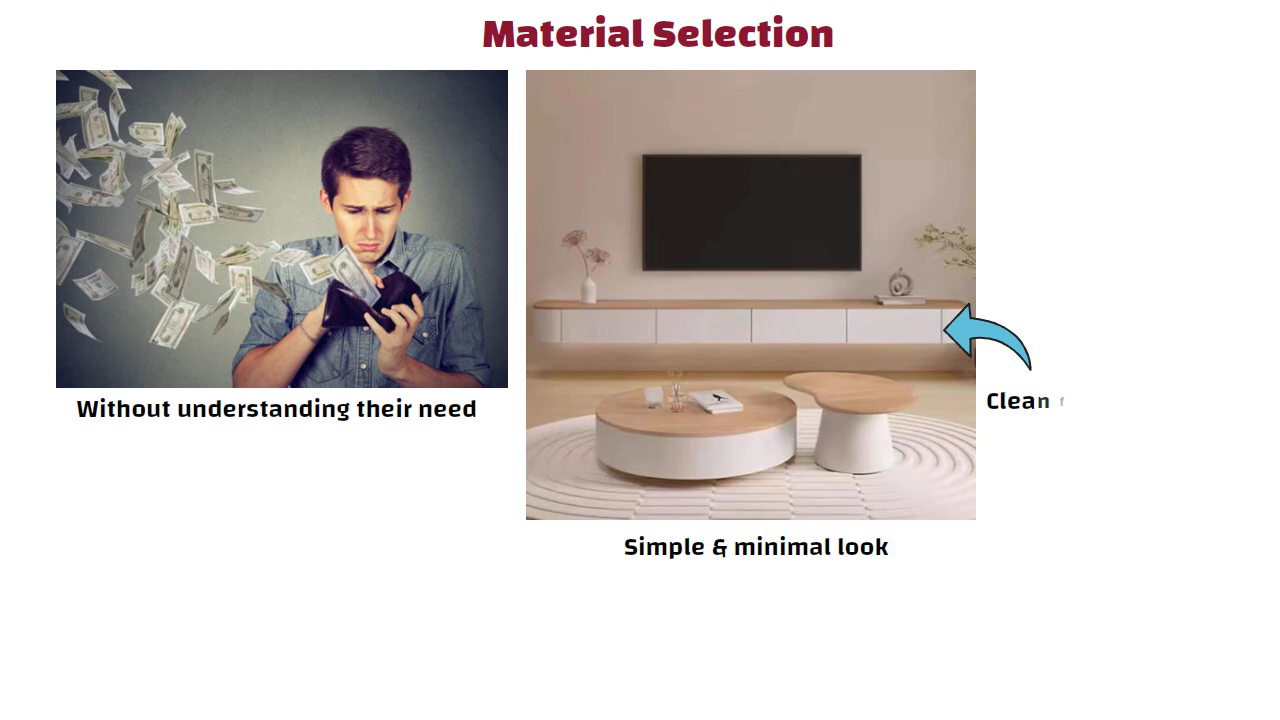 Material Selection
Without understanding their need
Simple & minimal look
Clean f